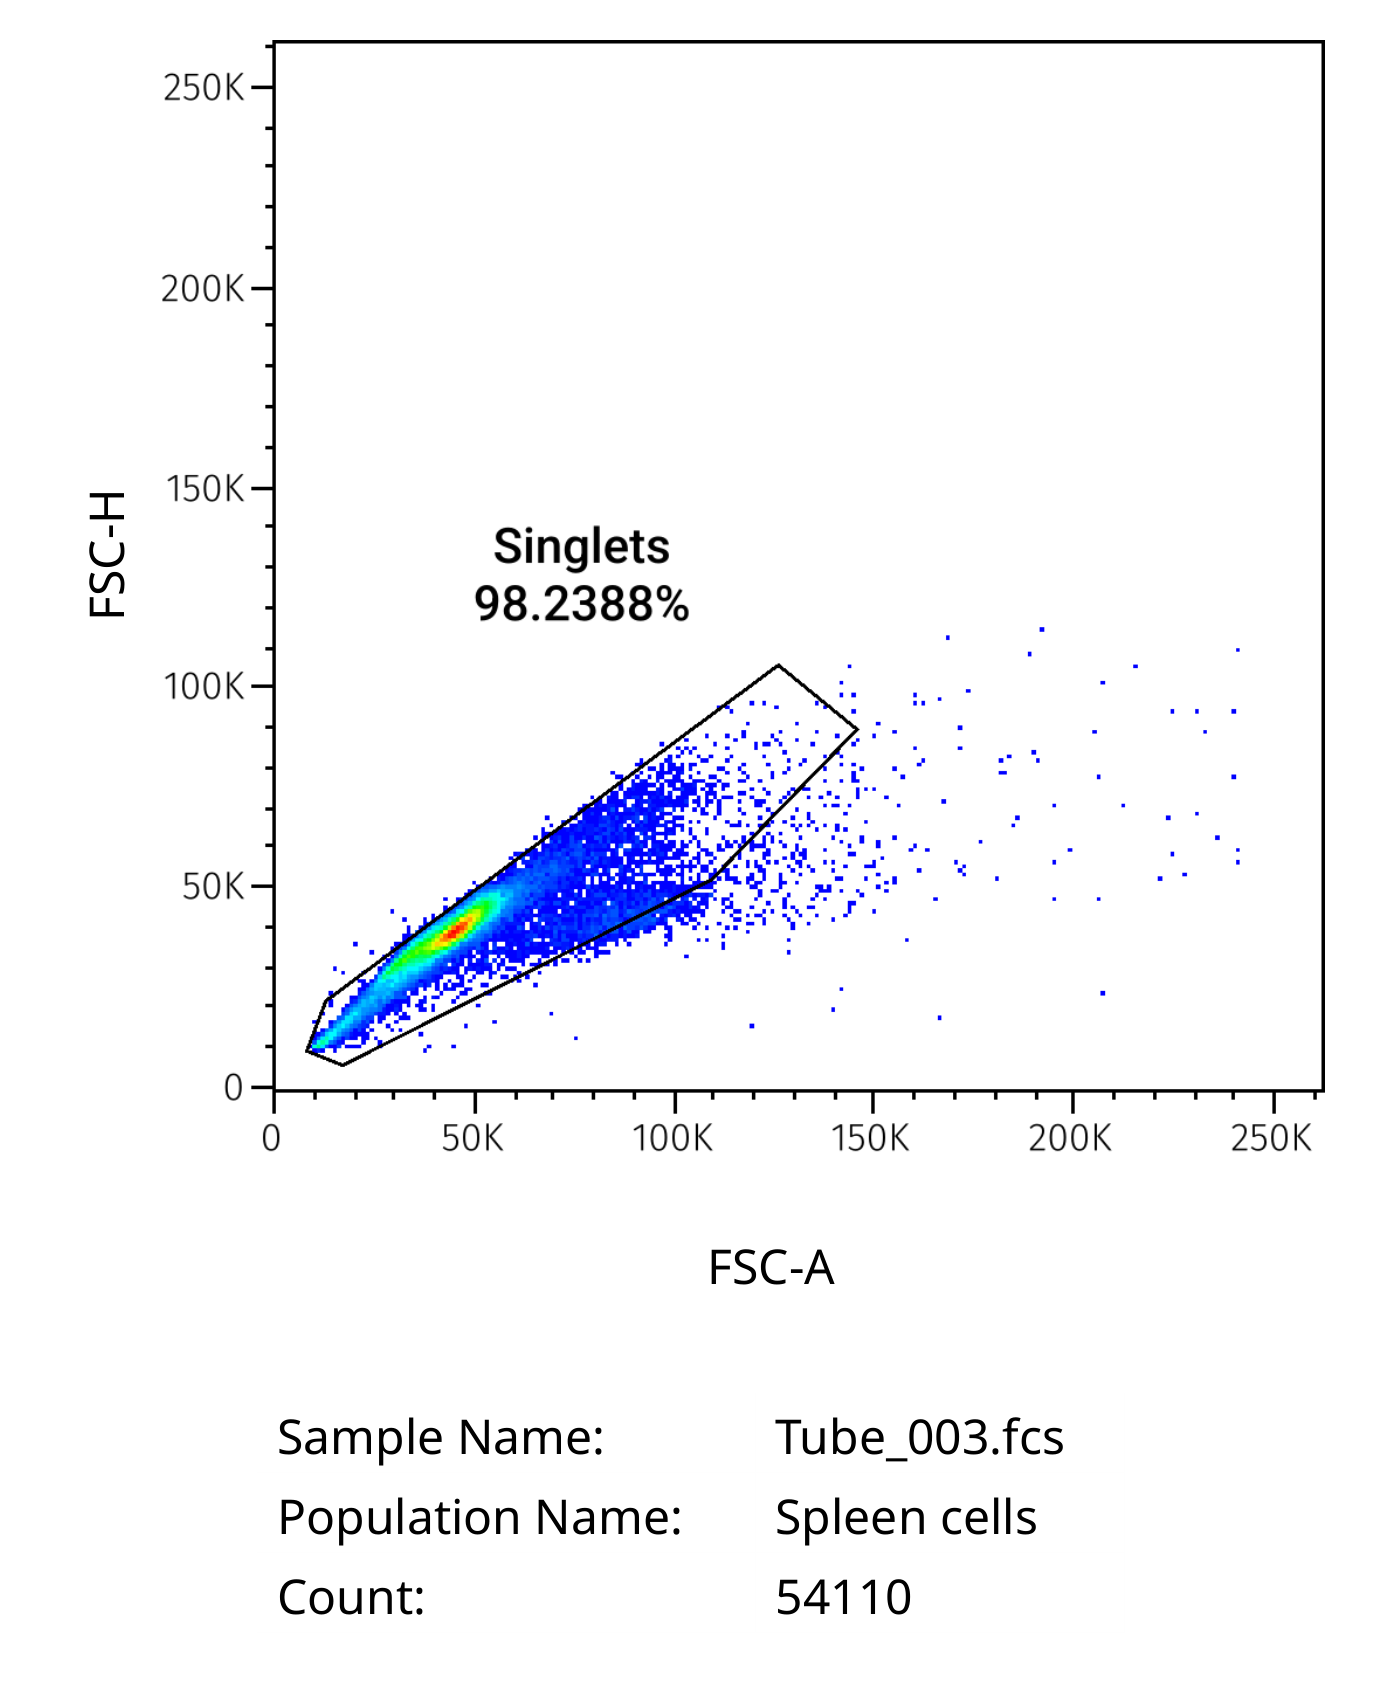 250K
200K
150K
100K
50K
0
FSC-H
Singlets
98.2388%
0 50K 100K 150K 200K 250K
FSC-A
Sample Name: Tube_003.fcs
Population Name: Spleen cells
Count: 54110